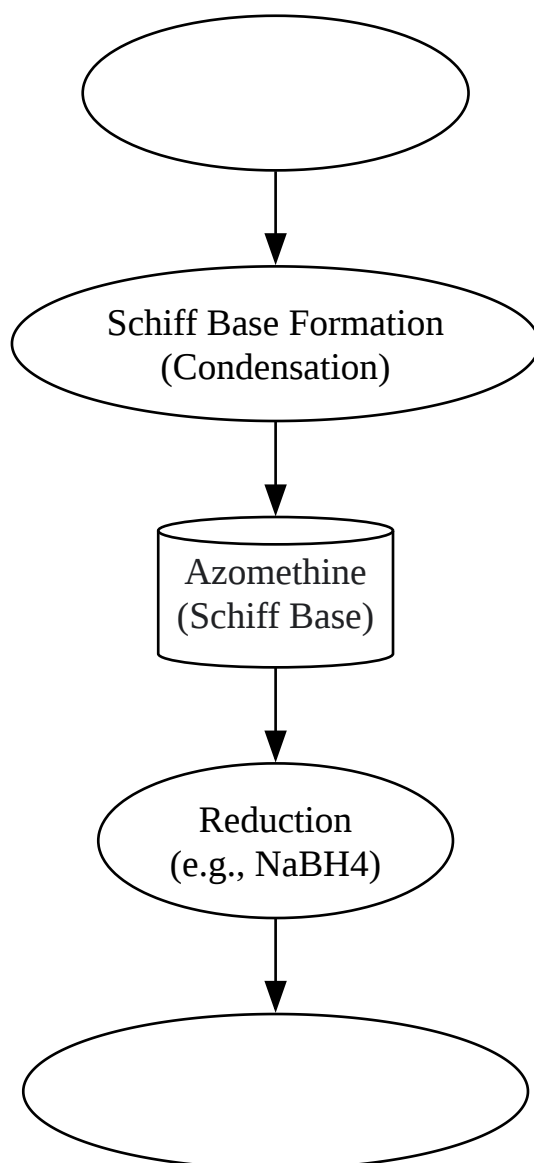 Schiff Base Formation
(Condensation)
Azomethine
(Schiff Base)
Reduction
(e.g., NaBH4)